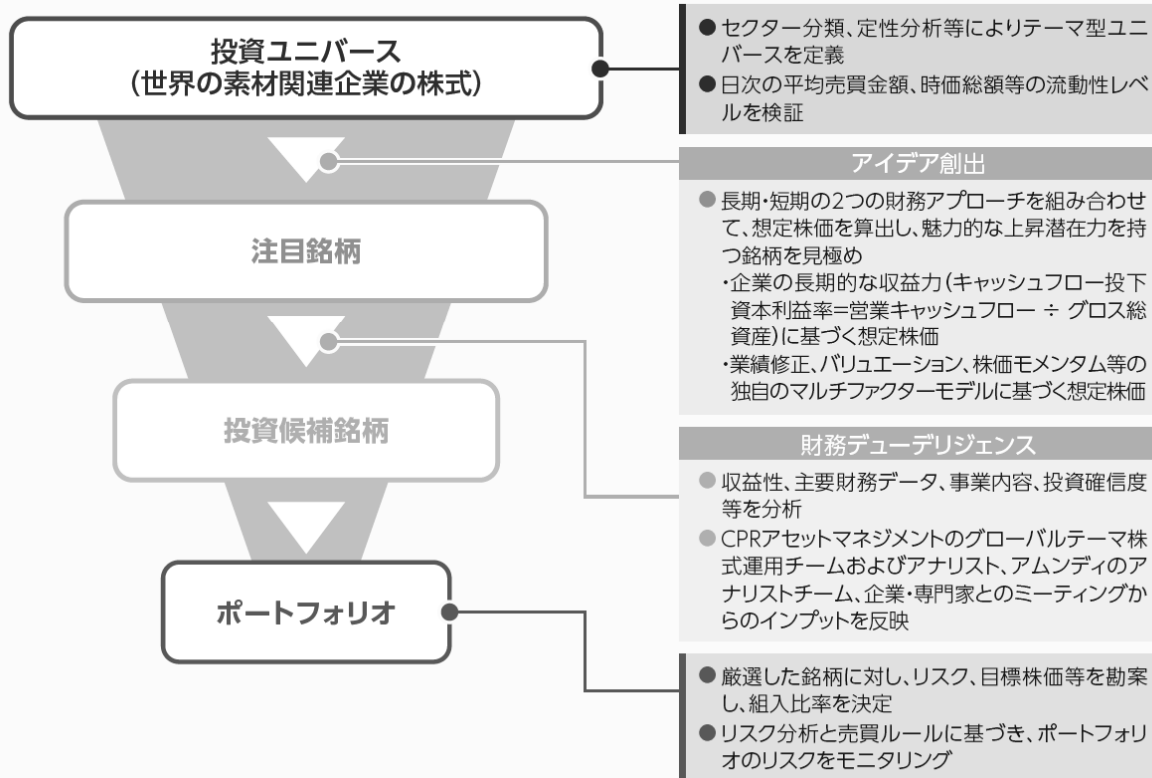 投資ユニバース
（世界の素材関連企業の株式）
● セクター分類、定性分析等によりテーマ型ユニ
バースを定義
● 日次の平均売買金額、時価総額等の流動性レベ
ルを検証
アイデア創出
● 長期・短期の2つの財務アプローチを組み合わせ
て、想定株価を算出し、魅力的な上昇潜在力を持
つ銘柄を見極め
・企業の長期的な収益力（キャッシュフロー投下
資本利益率=営業キャッシュフロー ÷ グロス総
資産）に基づく想定株価
・業績修正、バリュエーション、株価モメンタム等の
独自のマルチファクターモデルに基づく想定株価
注目銘柄
財務デューデリジェンス
● 収益性、主要財務データ、事業内容、投資確信度
等を分析
● CPRアセットマネジメントのグローバルテーマ株
式運用チームおよびアナリスト、アムンディのア
ナリストチーム、企業・専門家とのミーティングか
らのインプットを反映
投資候補銘柄
ポートフォリオ
● 厳選した銘柄に対し、リスク、目標株価等を勘案
し、組入比率を決定
● リスク分析と売買ルールに基づき、ポートフォリ
オのリスクをモニタリング